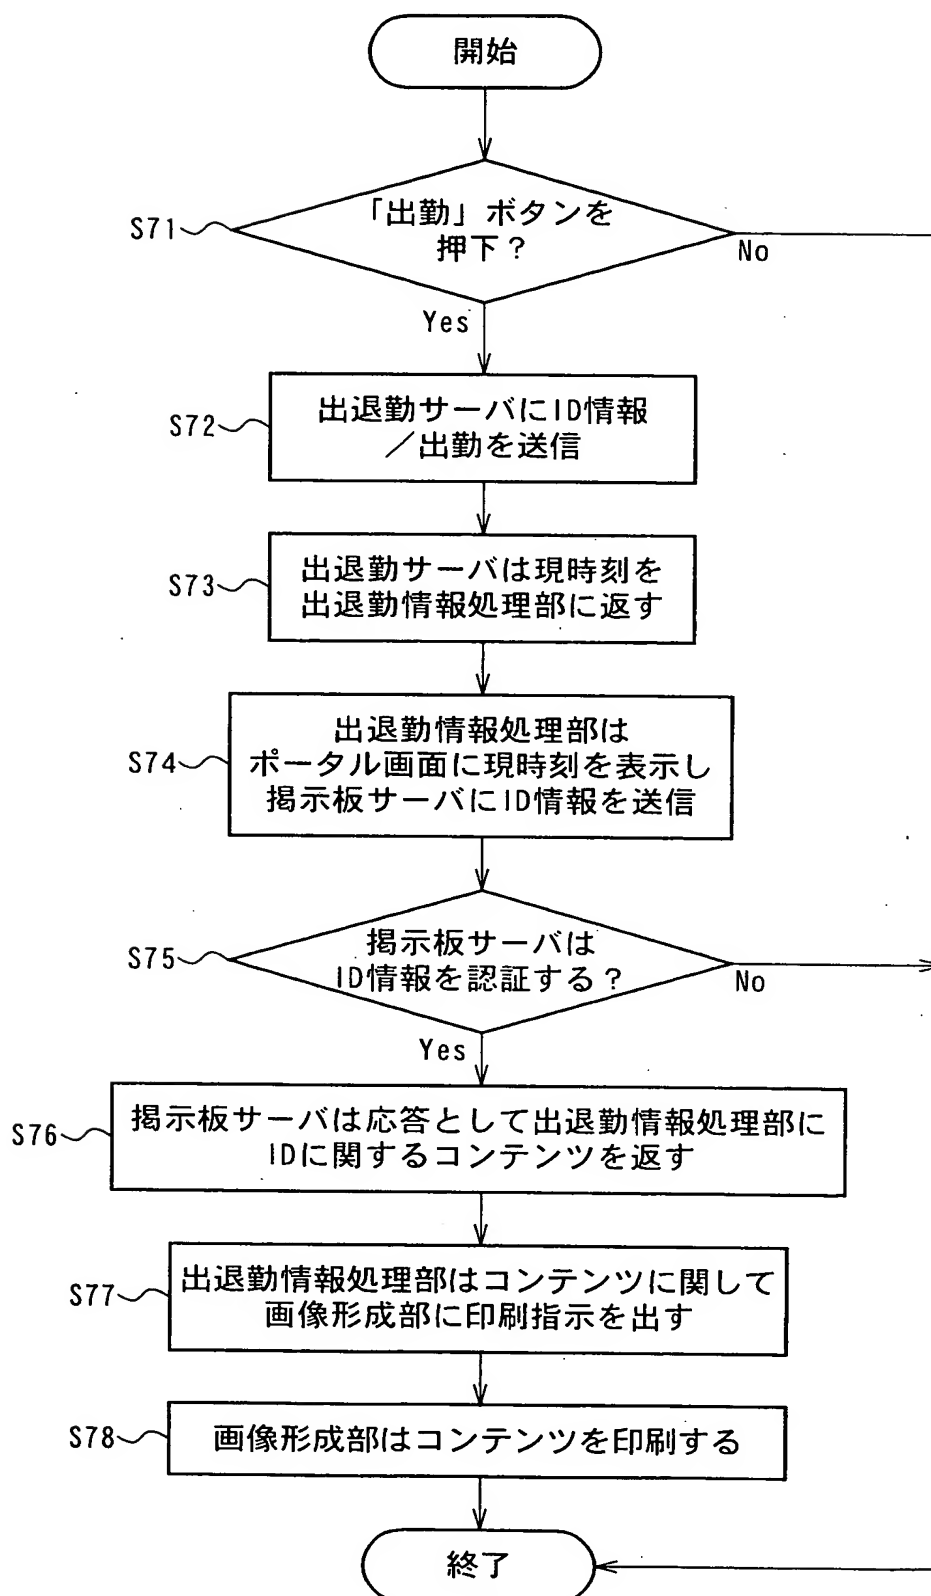 開始
S71
「出勤」ボタンを
押下？
No
Yes
S72
出退勤サーバにID情報
／出勤を送信
S73
出退勤サーバは現時刻を
出退勤情報処理部に返す
S74
出退勤情報処理部は
ポータル画面に現時刻を表示し
掲示板サーバにID情報を送信
S75
掲示板サーバは
ID情報を認証する？
No
Yes
S76
掲示板サーバは応答として出退勤情報処理部に
IDに関するコンテンツを返す
S77
出退勤情報処理部はコンテンツに関して
画像形成部に印刷指示を出す
S78
画像形成部はコンテンツを印刷する
終了